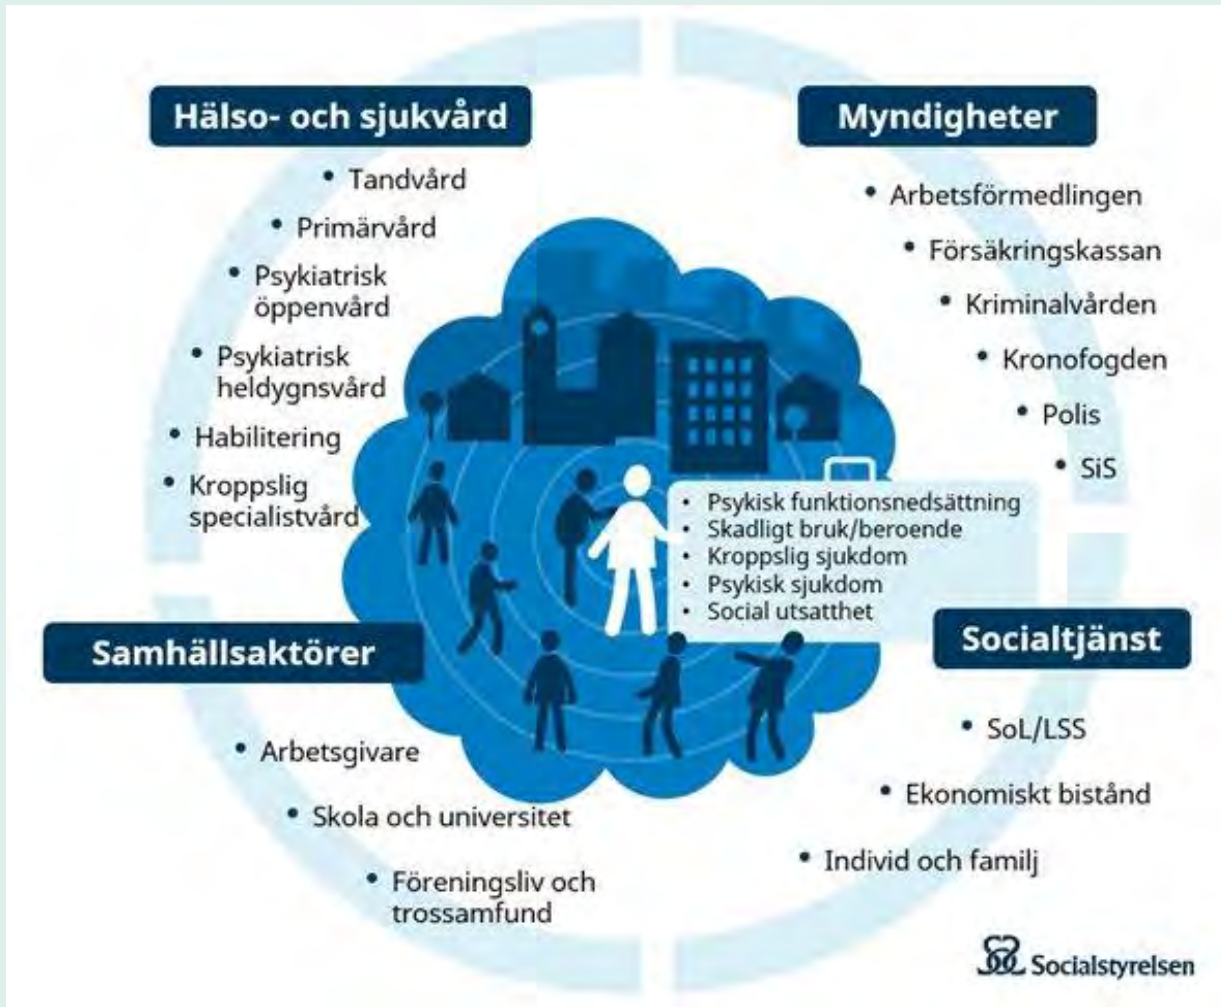 Hälso- och sjukvård
• Tandvård
• Primärvård
• Psykiatrisk
öppenvård
• Psykiatrisk
heldygnsvård
• Habilitering
• Kroppslig
specialistvård
Myndigheter
• Arbetsförmedlingen
• Försäkringskassan
• Kriminalvården
• Kronofogden
• Polis
• SiS
• Psykisk funktionsnedsättning
• Skadligt bruk/beroende
• Kroppslig sjukdom
• Psykisk sjukdom
• Social utsatthet
Samhällsaktörer
• Arbetsgivare
• Skola och universitet
• Föreningsliv och
trossamfund
Socialtjänst
• SoL/LSS
• Ekonomiskt bistånd
• Individ och familj
Socialstyrelsen